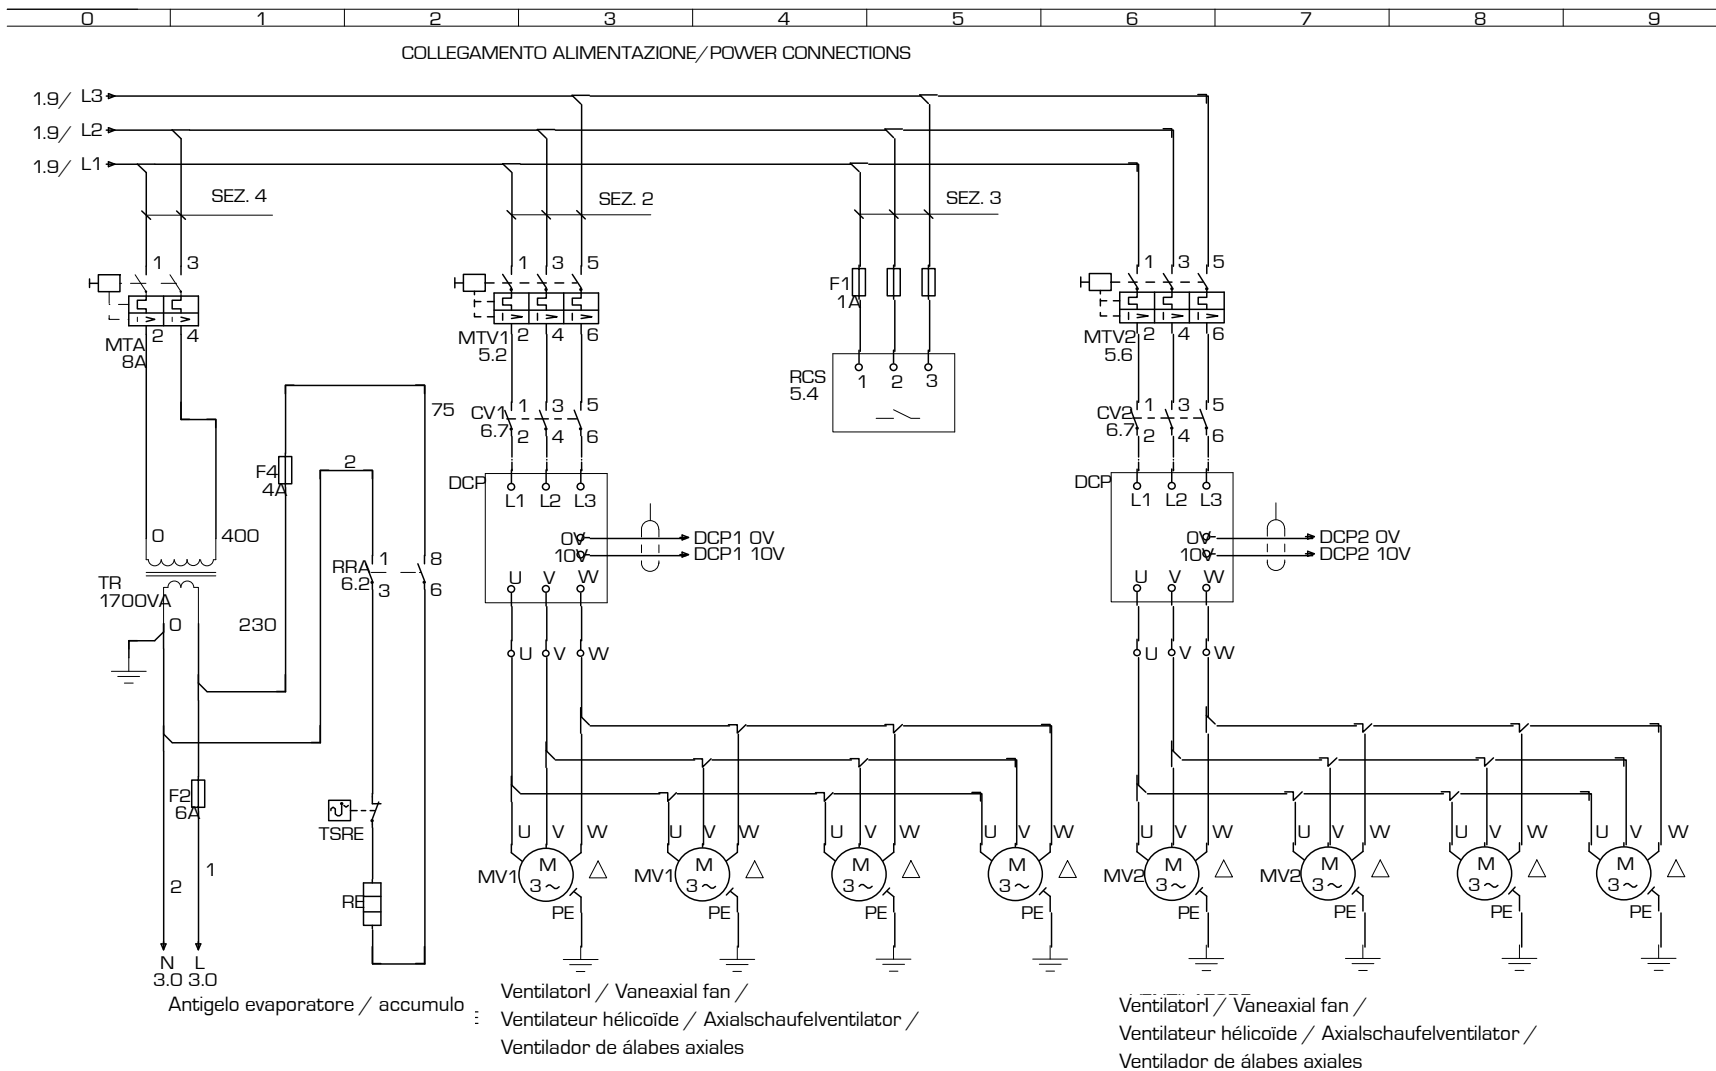 0 1 2 3 4 5 6 7 8 9
COLLEGAMENTO ALIMENTAZIONE/POWER CONNECTIONS
1.9/ L3
1.9/ L2
1.9/ L1
SEZ. 4 SEZ. 2 SEZ. 3
1 3 1 3 5 1 3 5
F1
1A
MTA 2 4
8A
MTV1 2 4 6
5.2
MTV2 2 4 6
5.6
RCS 1 2 3
5.4
75
1 3 5 1 3 5
CV1
6.7 2 4 6
CV2
6.7 2 4 6
2
F4
4A
DCP
L1 L2 L3
DCP
L1 L2 L3
0 400
0V DCP1 0V
10V DCP1 10V
0V DCP2 0V
10V DCP2 10V
RRA 1 8
6.2 3 6
TR
1700VA
U V W U V W
0 230
U V W U V W
F2
6A
TSRE
U V W U V W U V W U V W U V W U V W U V W U V W
1
2
MV1 M 3~ MV1 M 3~ M 3~ M 3~ MV2 M 3~ MV2 M 3~ M 3~ M 3~
RE
PE PE PE PE PE PE PE PE
N L
3.0 3.0
Antigelo evaporatore / accumulo
E
Ventilatorl / Vaneaxial fan /
Ventilateur hélicoïde / Axialschaufelventilator /
Ventilador de álabes axiales
Ventilatorl / Vaneaxial fan /
Ventilateur hélicoïde / Axialschaufelventilator /
Ventilador de álabes axiales